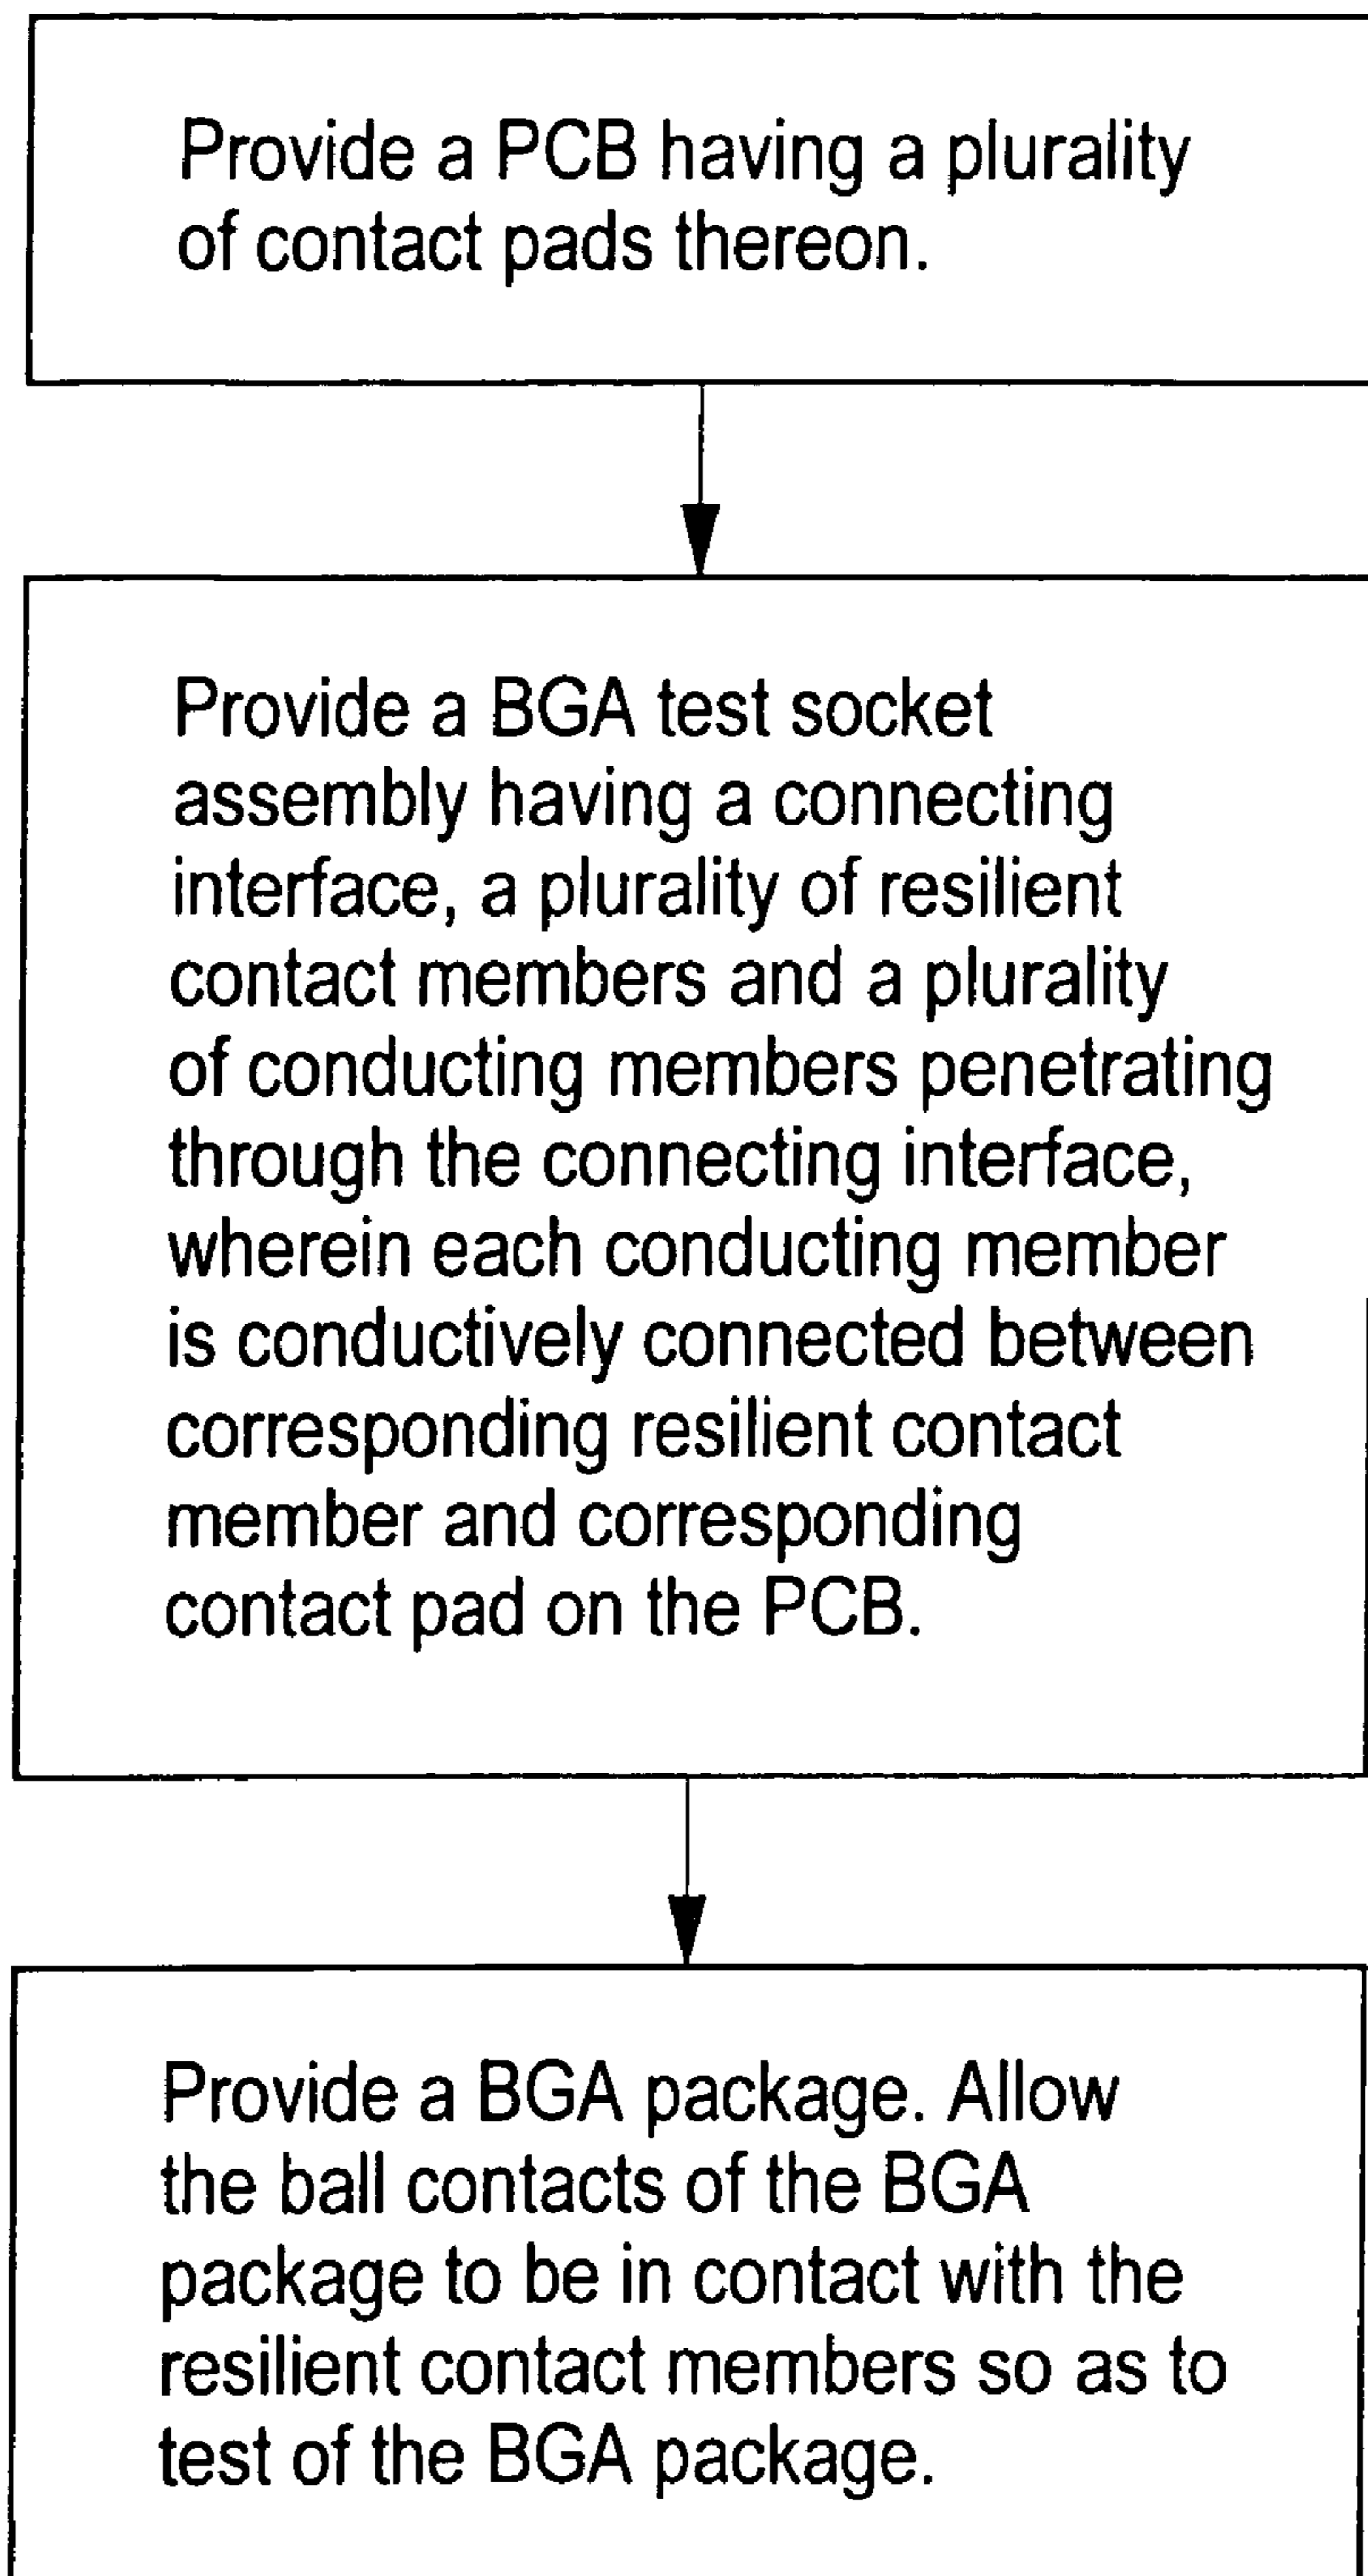 Provide a PCB having a plurality
of contact pads thereon.
Provide a BGA test socket
assembly having a connecting
interface, a plurality of resilient
contact members and a plurality
of conducting members penetrating
through the connecting interface,
wherein each conducting member
is conductively connected between
corresponding resilient contact
member and corresponding
contact pad on the PCB.
Provide a BGA package. Allow
the ball contacts of the BGA
package to be in contact with the
resilient contact members so as to
test of the BGA package.